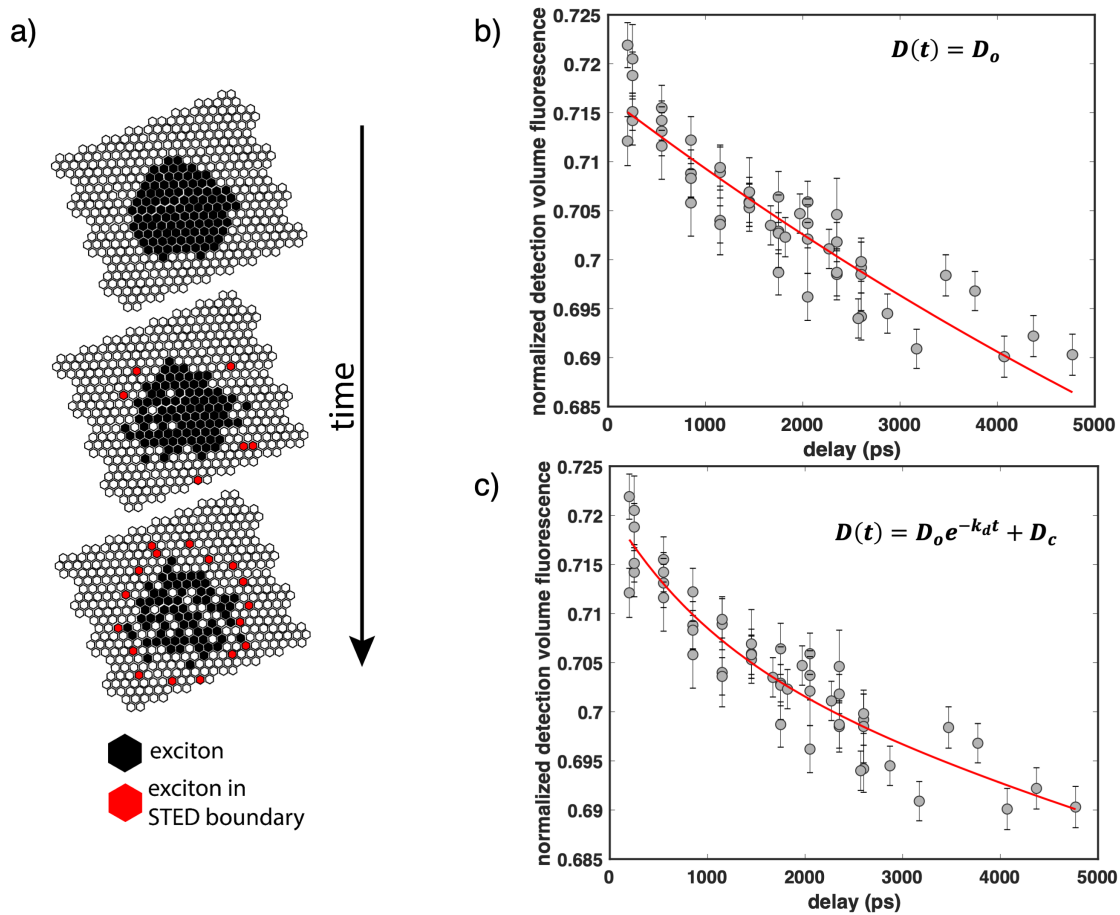 a)
time
exciton
exciton in
STED boundary
b)
normalized detection volume fluorescence
0.725
0.72
0.715
0.71
0.705
0.7
0.695
0.69
0.685
D(t) = Dₒ
0 1000 2000 3000 4000 5000
delay (ps)
c)
normalized detection volume fluorescence
0.725
0.72
0.715
0.71
0.705
0.7
0.695
0.69
0.685
D(t) = Dₒe^{-k_d t} + D_c
0 1000 2000 3000 4000 5000
delay (ps)